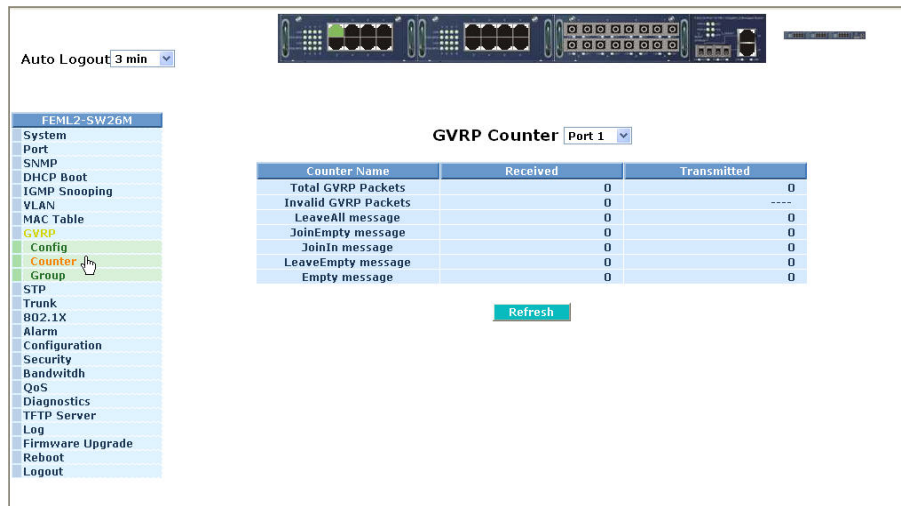 Auto Logout 3 min
FEML2-SW26M
System
Port
SNMP
DHCP Boot
IGMP Snooping
VLAN
MAC Table
GVRP
Config
Counter
Group
STP
Trunk
802.1X
Alarm
Configuration
Security
Bandwitdh
QoS
Diagnostics
TFTP Server
Log
Firmware Upgrade
Reboot
Logout
GVRP Counter Port 1
Counter Name Received Transmitted
Total GVRP Packets 0 0
Invalid GVRP Packets 0 ----
LeaveAll message 0 0
JoinEmpty message 0 0
JoinIn message 0 0
LeaveEmpty message 0 0
Empty message 0 0
Refresh